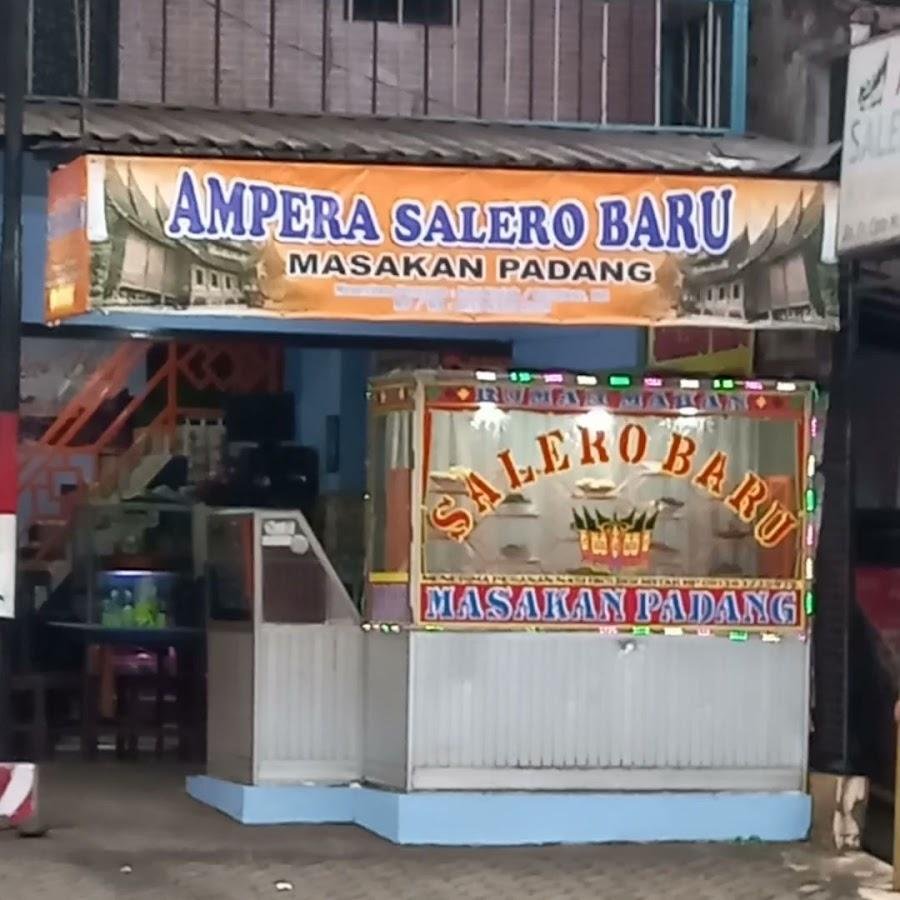 AMPERA SALERO BARU
MASAKAN PADANG
RUMAH MAKAN
SALERO BARU
MASAKAN PADANG